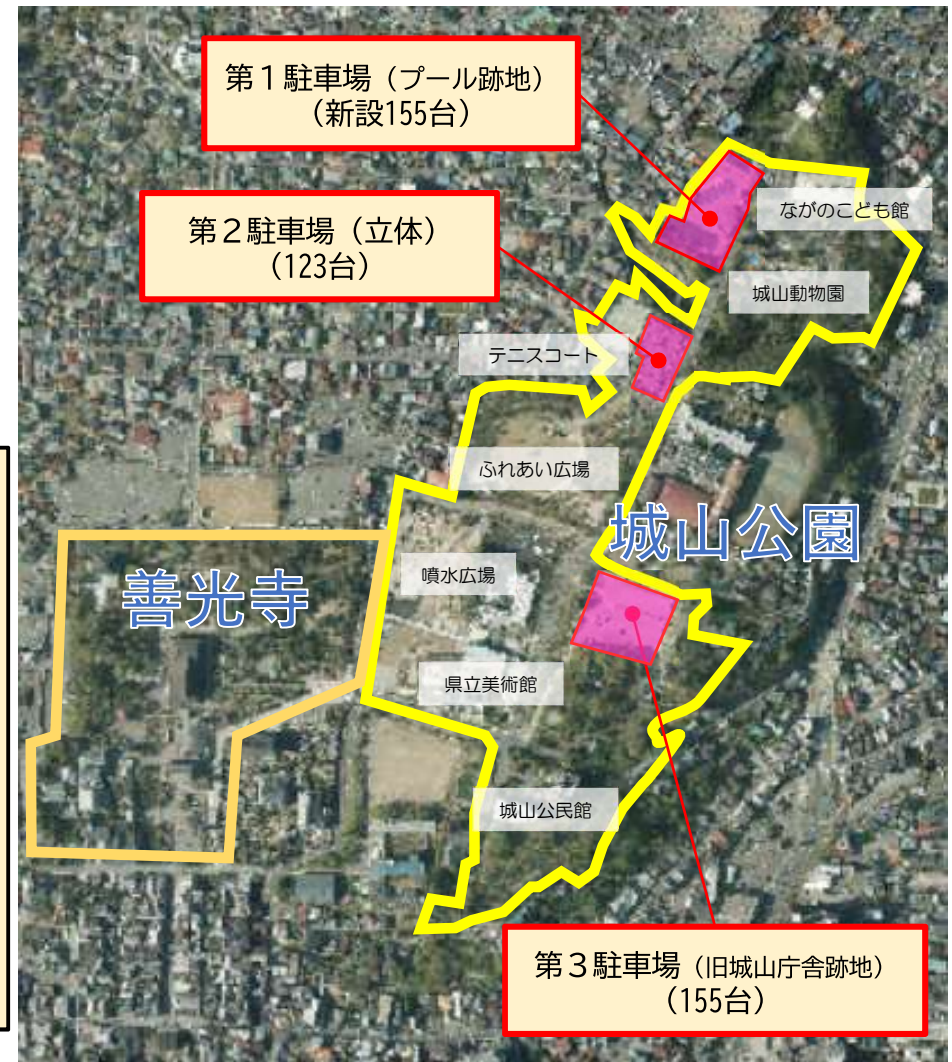 第１駐車場（プール跡地）
（新設155台）
第２駐車場（立体）
（123台）
ながのこども館
城山動物園
テニスコート
ふれあい広場
城山公園
善光寺
噴水広場
県立美術館
城山公民館
第３駐車場（旧城山庁舎跡地）
（155台）